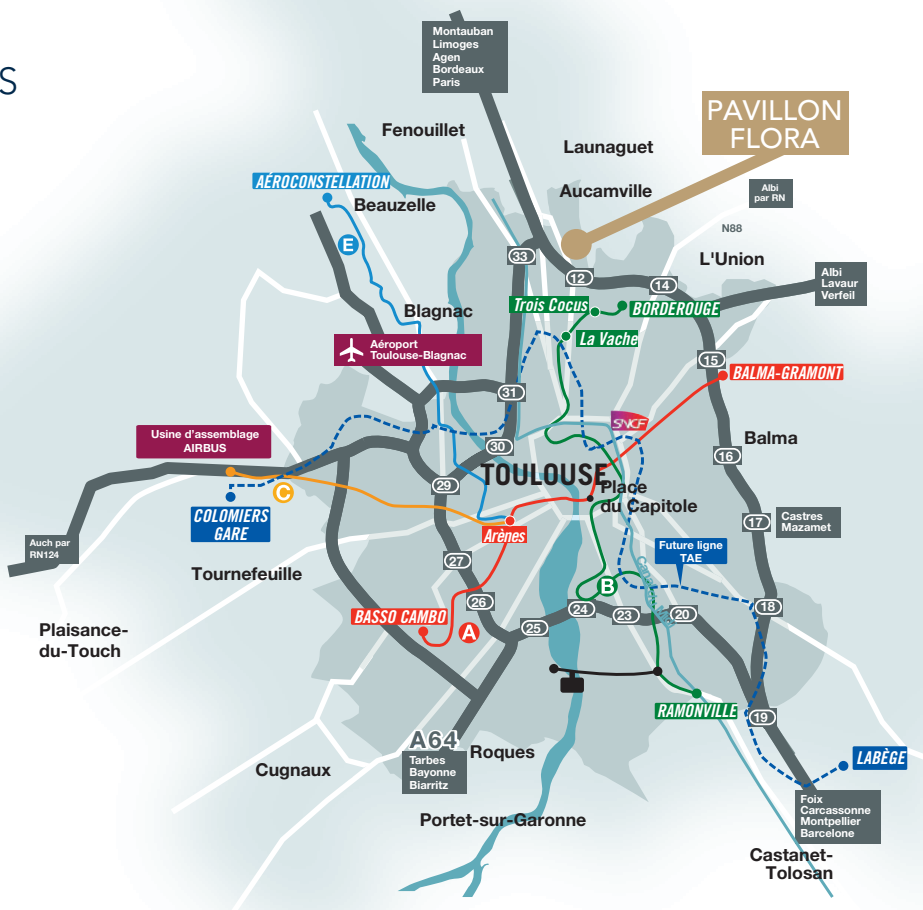 S
Montauban
Limoges
Agen
Bordeaux
Paris
PAVILLON
FLORA
Fenouillet
Launaguet
AÉROCONSTELLATION
Beauzelle
Aucamville
Albi
par RN
N88
E
33
L'Union
12
14
Albi
Lavaur
Verfeil
Trois Cocus
BORDEROUGE
Blagnac
La Vache
Aéroport
Toulouse-Blagnac
15
BALMA-GRAMONT
31
SNCF
Usine d'assemblage
AIRBUS
30
Balma
16
TOULOUSE
29
C
Place
du Capitole
COLOMIERS
GARE
17
Castres
Mazamet
Arènes
Auch par
RN124
Future ligne
TAE
27
Tournefeuille
B
26
24
23
20
18
BASSO CAMBO
A
25
Plaisance-
du-Touch
RAMONVILLE
19
A64
Roques
LABÈGE
Tarbes
Bayonne
Biarritz
Cugnaux
Foix
Carcassonne
Montpellier
Barcelone
Portet-sur-Garonne
Castanet-
Tolosan